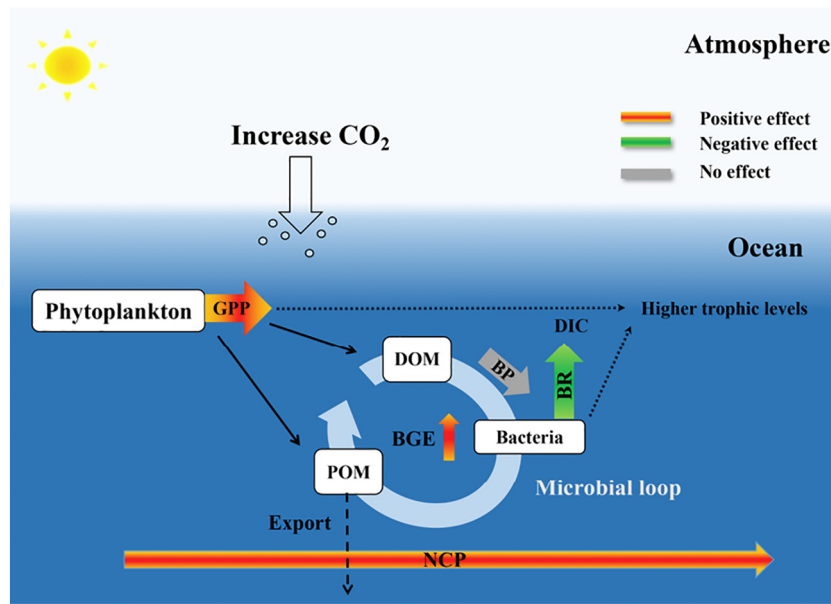 Atmosphere
Increase CO₂
Positive effect
Negative effect
No effect
Ocean
Phytoplankton
GPP
Higher trophic levels
DIC
DOM
BP
BR
BGE
Bacteria
POM
Microbial loop
Export
NCP